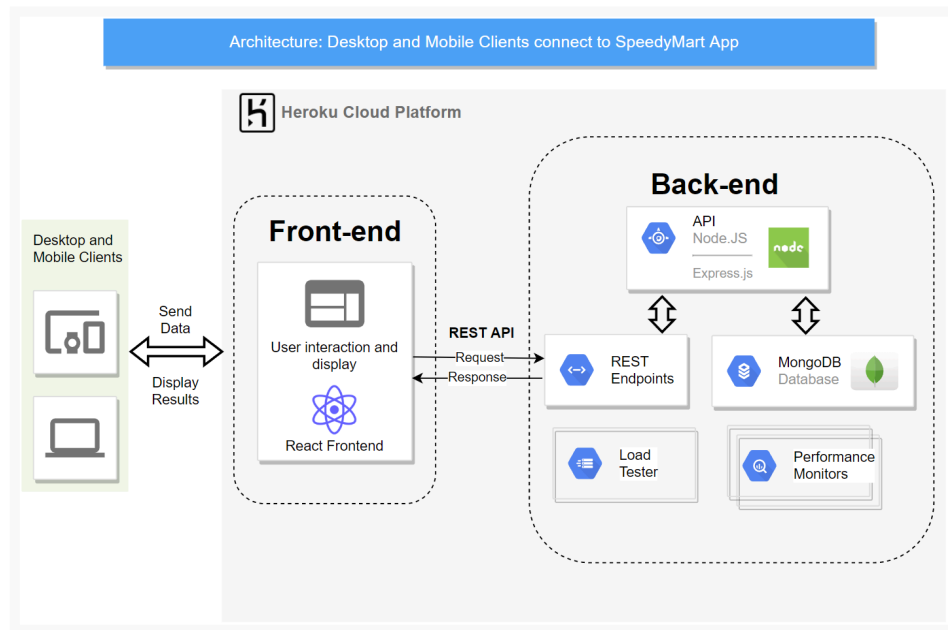 Architecture: Desktop and Mobile Clients connect to SpeedyMart App
Heroku Cloud Platform
Desktop and
Mobile Clients
Send
Data
Display
Results
Front-end
User interaction and
display
React Frontend
REST API
Request
Response
Back-end
API
Node.JS
Express.js
node
REST
Endpoints
MongoDB
Database
Load
Tester
Performance
Monitors